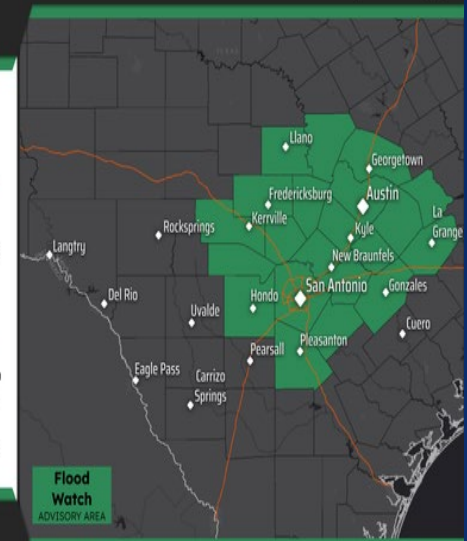 TEXAS
Llano
Georgetown
Fredericksburg
Austin
Kerrville
La
Grange
Rocksprings
Kyle
Langtry
New Braunfels
San Antonio
Del Rio
Hondo
Gonzales
Uvalde
Cuero
Pleasanton
Pearsall
Eagle Pass
Carrizo
Springs
Flood
Watch
ADVISORY AREA